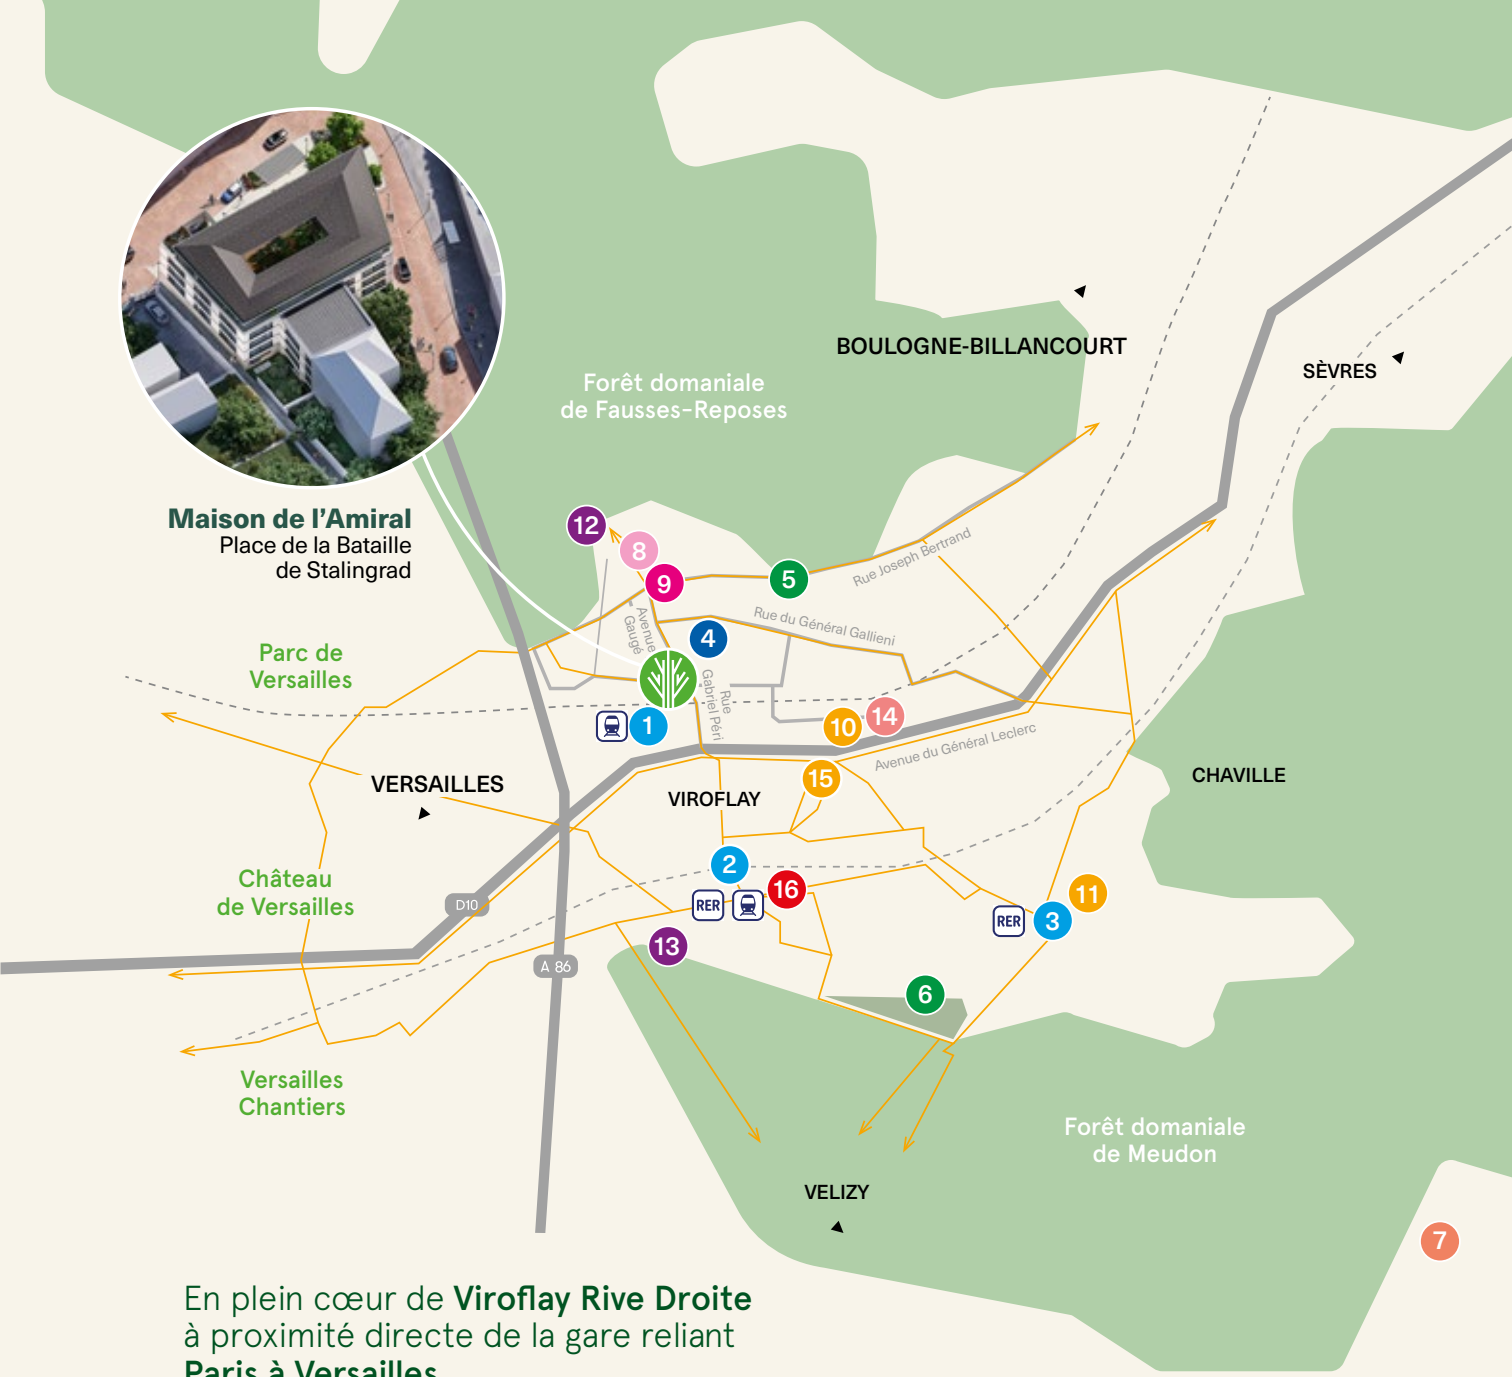 BOULOGNE-BILLANCOURT
SÈVRES
Forêt domaniale
de Fausses-Reposes
Maison de l’Amiral
Place de la Bataille
de Stalingrad
12
8
9
5
Rue Joseph Bertrand
Rue du Général Gallieni
Avenue
Gaugé
4
Parc de
Versailles
Rue
Gabriel Péri
1
10
14
Avenue du Général Leclerc
15
VERSAILLES
VIROFLAY
CHAVILLE
2
16
Château
de Versailles
D10
RER
11
RER
3
13
A 86
6
Versailles
Chantiers
Forêt domaniale
de Meudon
VELIZY
7
En plein cœur de Viroflay Rive Droite
à proximité directe de la gare reliant
Paris à Versailles